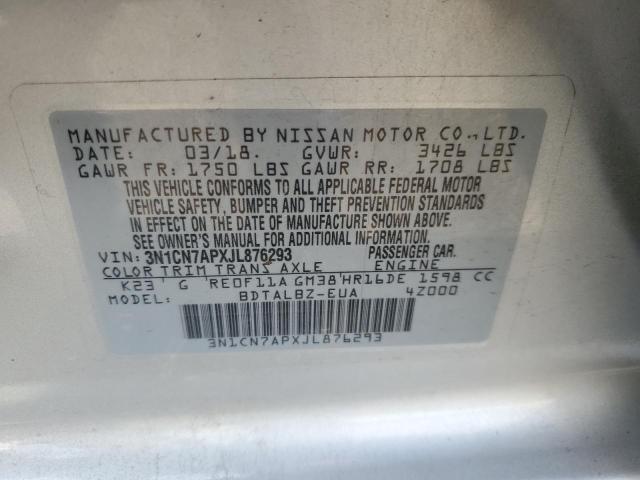 MANUFACTURED BY NISSAN MOTOR CO., LTD.
DATE: 03/18. GVWR: 3426 LBS
GAWR FR: 1750 LBS GAWR RR: 1708 LBS
THIS VEHICLE CONFORMS TO ALL APPLICABLE FEDERAL MOTOR
VEHICLE SAFETY, BUMPER AND THEFT PREVENTION STANDARDS
IN EFFECT ON THE DATE OF MANUFACTURE SHOWN ABOVE.
SEE OWNER'S MANUAL FOR ADDITIONAL INFORMATION
VIN: 3N1CN7APXJL876293 PASSENGER CAR.
COLOR TRIM TRANS AXLE ENGINE
K23' G 'RE0F11A GM38'HR16DE 1598 CC
MODEL: BDTALBZ-EUA 4Z000
3N1CN7APXJL876293